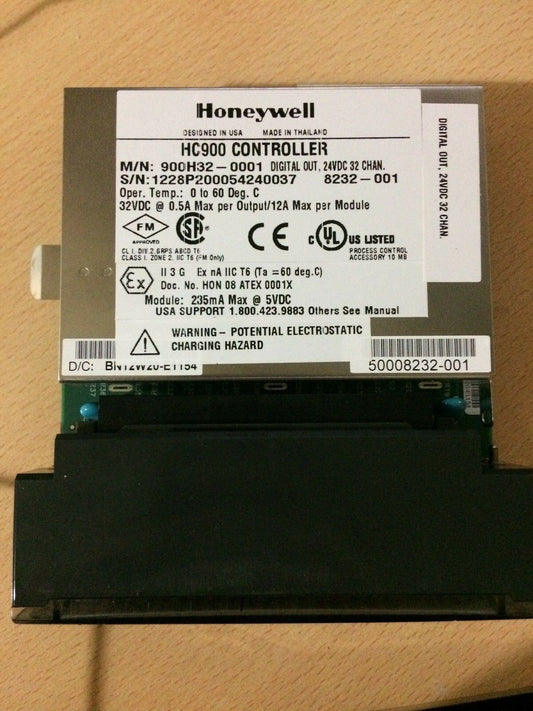 Honeywell
DESIGNED IN USA MADE IN THAILAND
HC900 CONTROLLER
M/N: 900H32-0001 DIGITAL OUT, 24VDC 32 CHAN.
S/N:1228P200054240037 8232-001
Oper. Temp.: 0 to 60 Deg. C
32VDC @ 0.5A Max per Output/12A Max per Module
FM
APPROVED
CL I, DIV.2,GRPS ABCD T6
CLASS I, ZONE 2, IIC T6 (FM Only)
CE
c UL US LISTED
PROCESS CONTROL
ACCESSORY 10 MB
Ex II 3 G Ex nA IIC T6 (Ta =60 deg.C)
Doc. No. HON 08 ATEX 0001X
Module: 235mA Max @ 5VDC
USA SUPPORT 1.800.423.9883 Others See Manual
WARNING- POTENTIAL ELECTROSTATIC
CHARGING HAZARD
D/C:
50008232-001
DIGITAL OUT, 24VDC 32 CHAN.